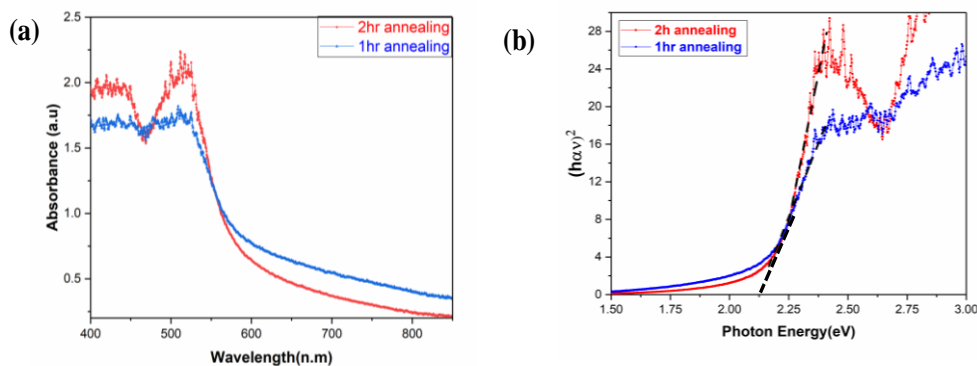 (a)
2hr annealing
1hr annealing
2.5
2.0
1.5
1.0
0.5
Absorbance (a.u)
400 500 600 700 800
Wavelength(n.m)
(b)
2h annealing
1hr annealing
28
24
20
16
12
8
4
0
(hαν)²
1.50 1.75 2.00 2.25 2.50 2.75 3.00
Photon Energy(eV)